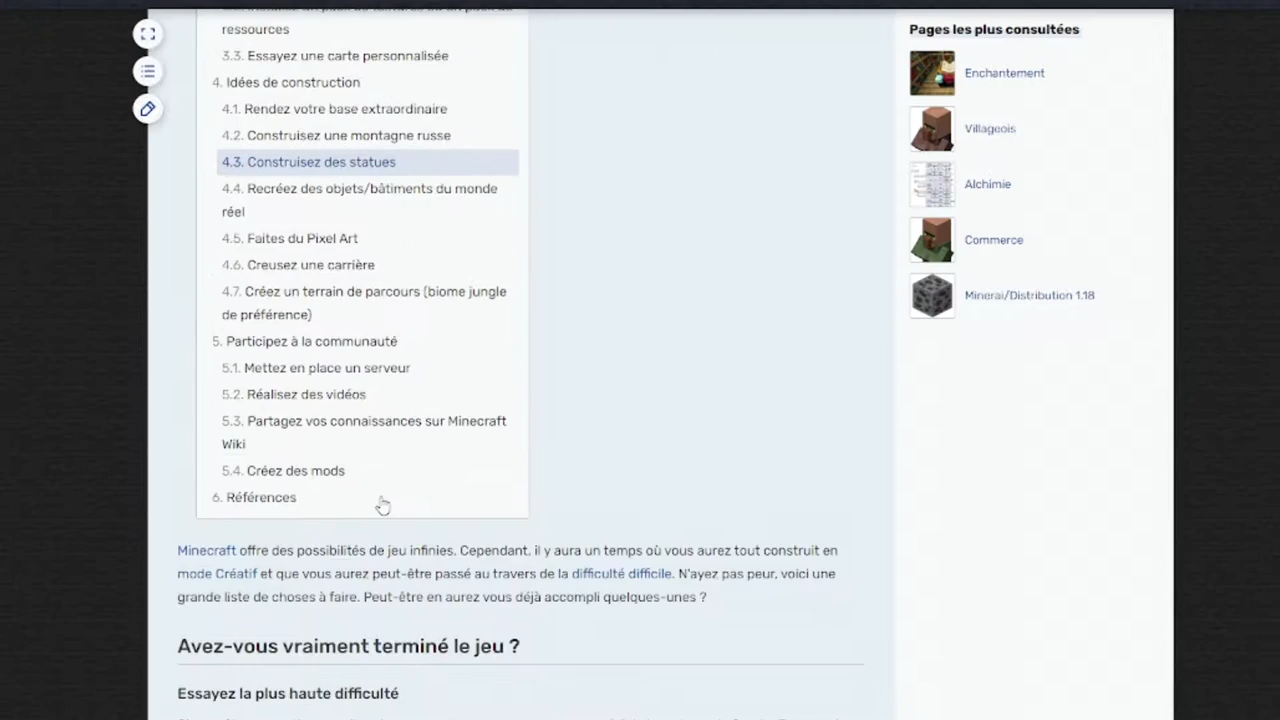 ressources
3.3. Essayez une carte personnalisée
4. Idées de construction
4.1. Rendez votre base extraordinaire
4.2. Construisez une montagne russe
4.3. Construisez des statues
4.4. Recréez des objets/bâtiments du monde
réel
4.5. Faites du Pixel Art
4.6. Creusez une carrière
4.7. Créez un terrain de parcours (biome jungle
de préférence)
5. Participez à la communauté
5.1. Mettez en place un serveur
5.2. Réalisez des vidéos
5.3. Partagez vos connaissances sur Minecraft
Wiki
5.4. Créez des mods
6. Références
Minecraft offre des possibilités de jeu infinies. Cependant, il y aura un temps où vous aurez tout construit en
mode Créatif et que vous aurez peut-être passé au travers de la difficulté difficile. N'ayez pas peur, voici une
grande liste de choses à faire. Peut-être en aurez vous déjà accompli quelques-unes ?
Avez-vous vraiment terminé le jeu ?
Essayez la plus haute difficulté
Pages les plus consultées
Enchantement
Villageois
Alchimie
Commerce
Minerai/Distribution 1.18